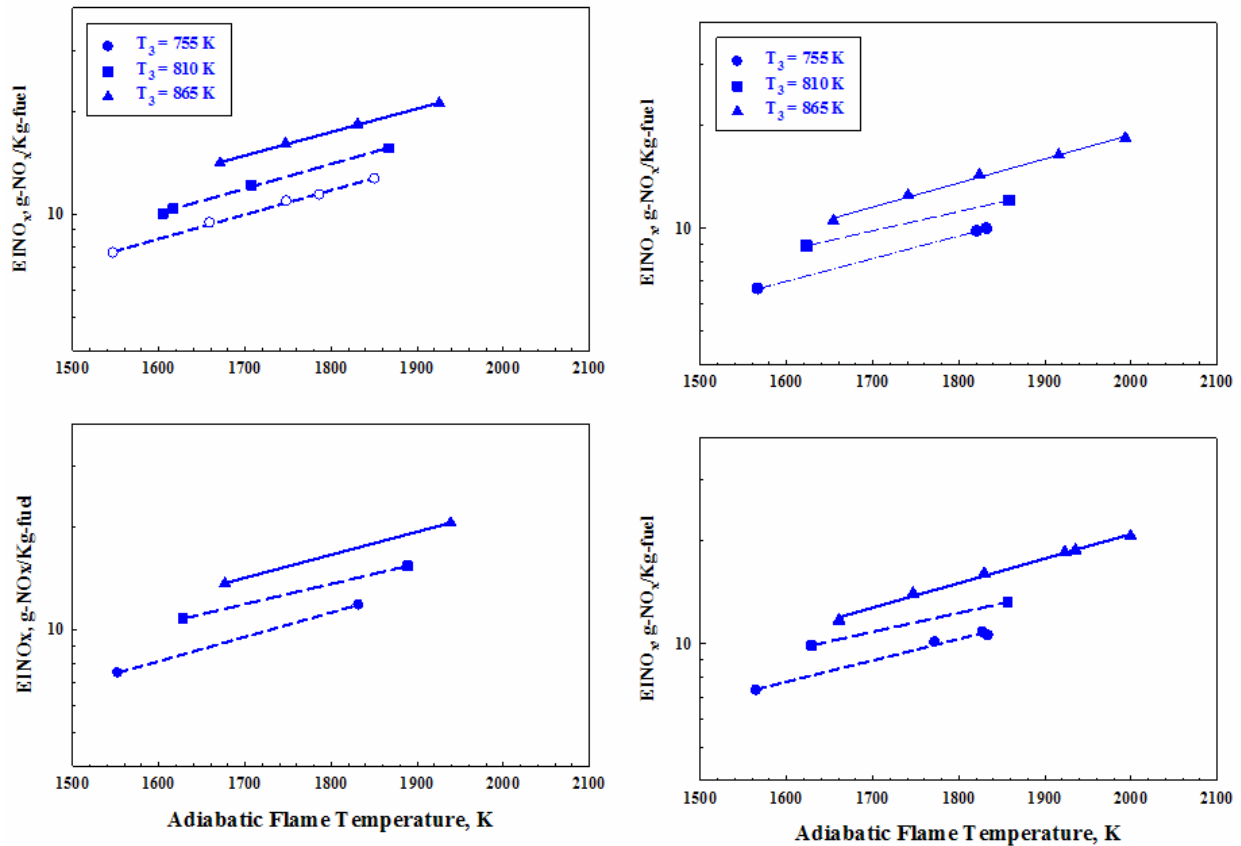 T3 = 755 K
T3 = 810 K
T3 = 865 K
EINOx, g-NOx/Kg-fuel
10
1500 1600 1700 1800 1900 2000 2100
T3 = 755 K
T3 = 810 K
T3 = 865 K
EINOx, g-NOx/Kg-fuel
10
1500 1600 1700 1800 1900 2000 2100
EINOx, g-NOx/Kg-fuel
10
1500 1600 1700 1800 1900 2000 2100
Adiabatic Flame Temperature, K
EINOx, g-NOx/Kg-fuel
10
1500 1600 1700 1800 1900 2000 2100
Adiabatic Flame Temperature, K